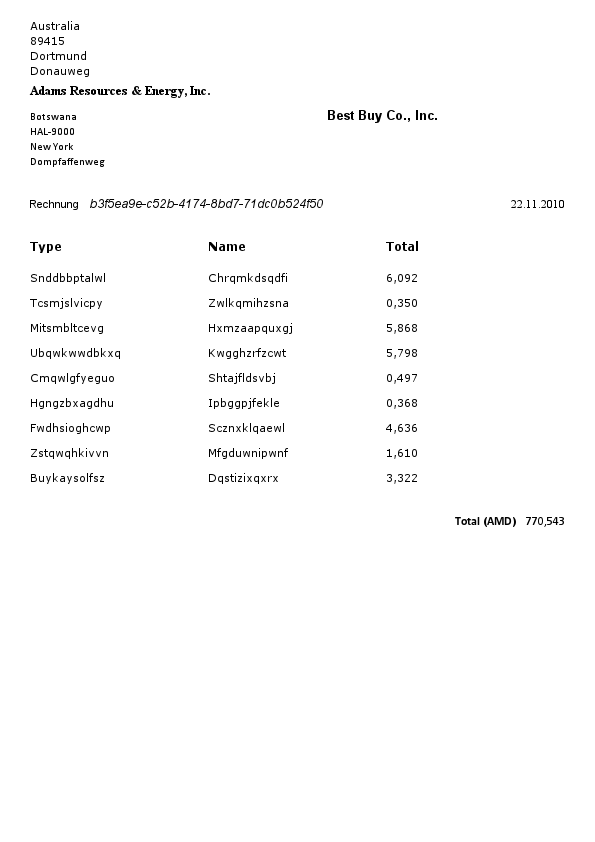 Australia
89415
Dortmund
Donauweg
Adams Resources & Energy, Inc.
Botswana
HAL-9000
New York
Dompfaffenweg
Best Buy Co., Inc.
Rechnung b3f5ea9e-c52b-4174-8bd7-71dc0b524f50 22.11.2010
Type Name Total
Snddbbptalwl Chrqmkdsqdfi 6,092
Tcsmjslvicpy Zwlkqmihzsna 0,350
Mitsmbltcevg Hxmzaapquxgj 5,868
Ubqwkwwdbkxq Kwgghzrfzcwt 5,798
Cmqwlgfyeguo Shtajfldsvbj 0,497
Hgngzbxagdhu Ipbggpjfekle 0,368
Fwdhsioghcwp Scznxklqaewl 4,636
Zstqwqhkivvn Mfgduwnipwnf 1,610
Buykaysolfsz Dqstizixqxrx 3,322
Total (AMD) 770,543